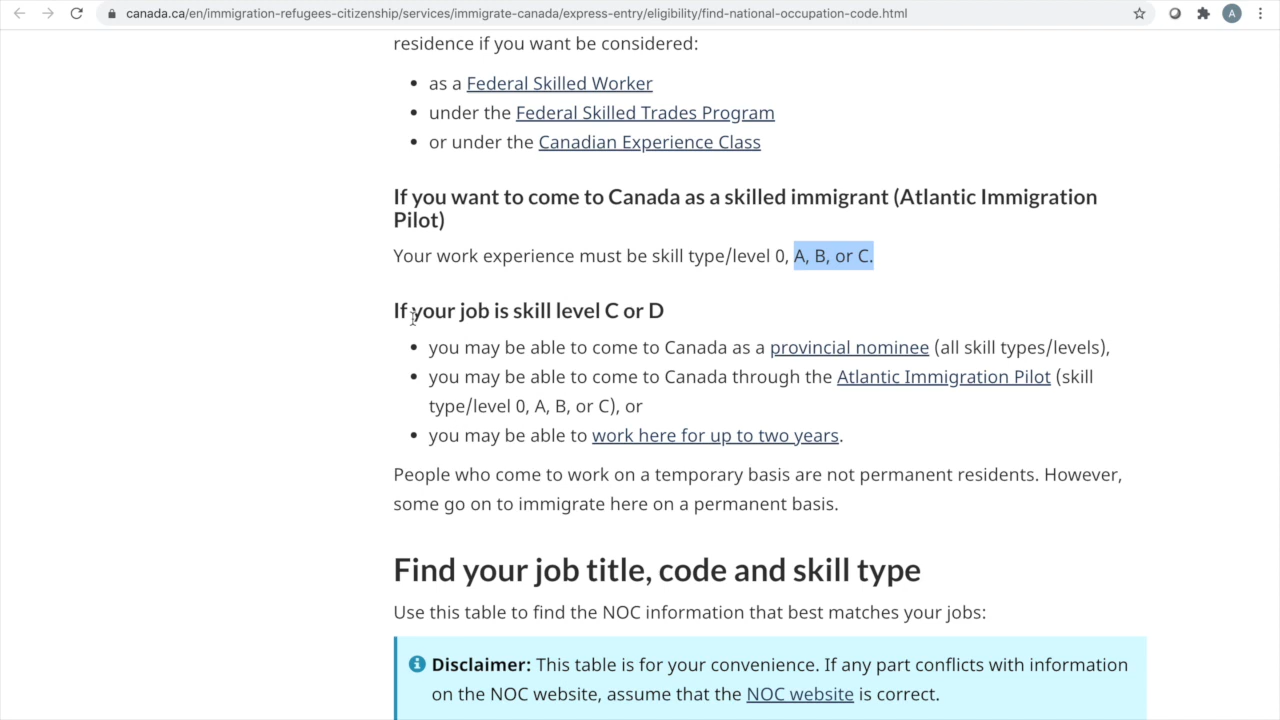 canada.ca/en/immigration-refugees-citizenship/services/immigrate-canada/express-entry/eligibility/find-national-occupation-code.html
A
residence if you want be considered:
• as a Federal Skilled Worker
• under the Federal Skilled Trades Program
• or under the Canadian Experience Class
If you want to come to Canada as a skilled immigrant (Atlantic Immigration
Pilot)
Your work experience must be skill type/level 0, A, B, or C.
If your job is skill level C or D
• you may be able to come to Canada as a provincial nominee (all skill types/levels),
• you may be able to come to Canada through the Atlantic Immigration Pilot (skill
type/level 0, A, B, or C), or
• you may be able to work here for up to two years.
People who come to work on a temporary basis are not permanent residents. However,
some go on to immigrate here on a permanent basis.
Find your job title, code and skill type
Use this table to find the NOC information that best matches your jobs:
Disclaimer: This table is for your convenience. If any part conflicts with information
on the NOC website, assume that the NOC website is correct.